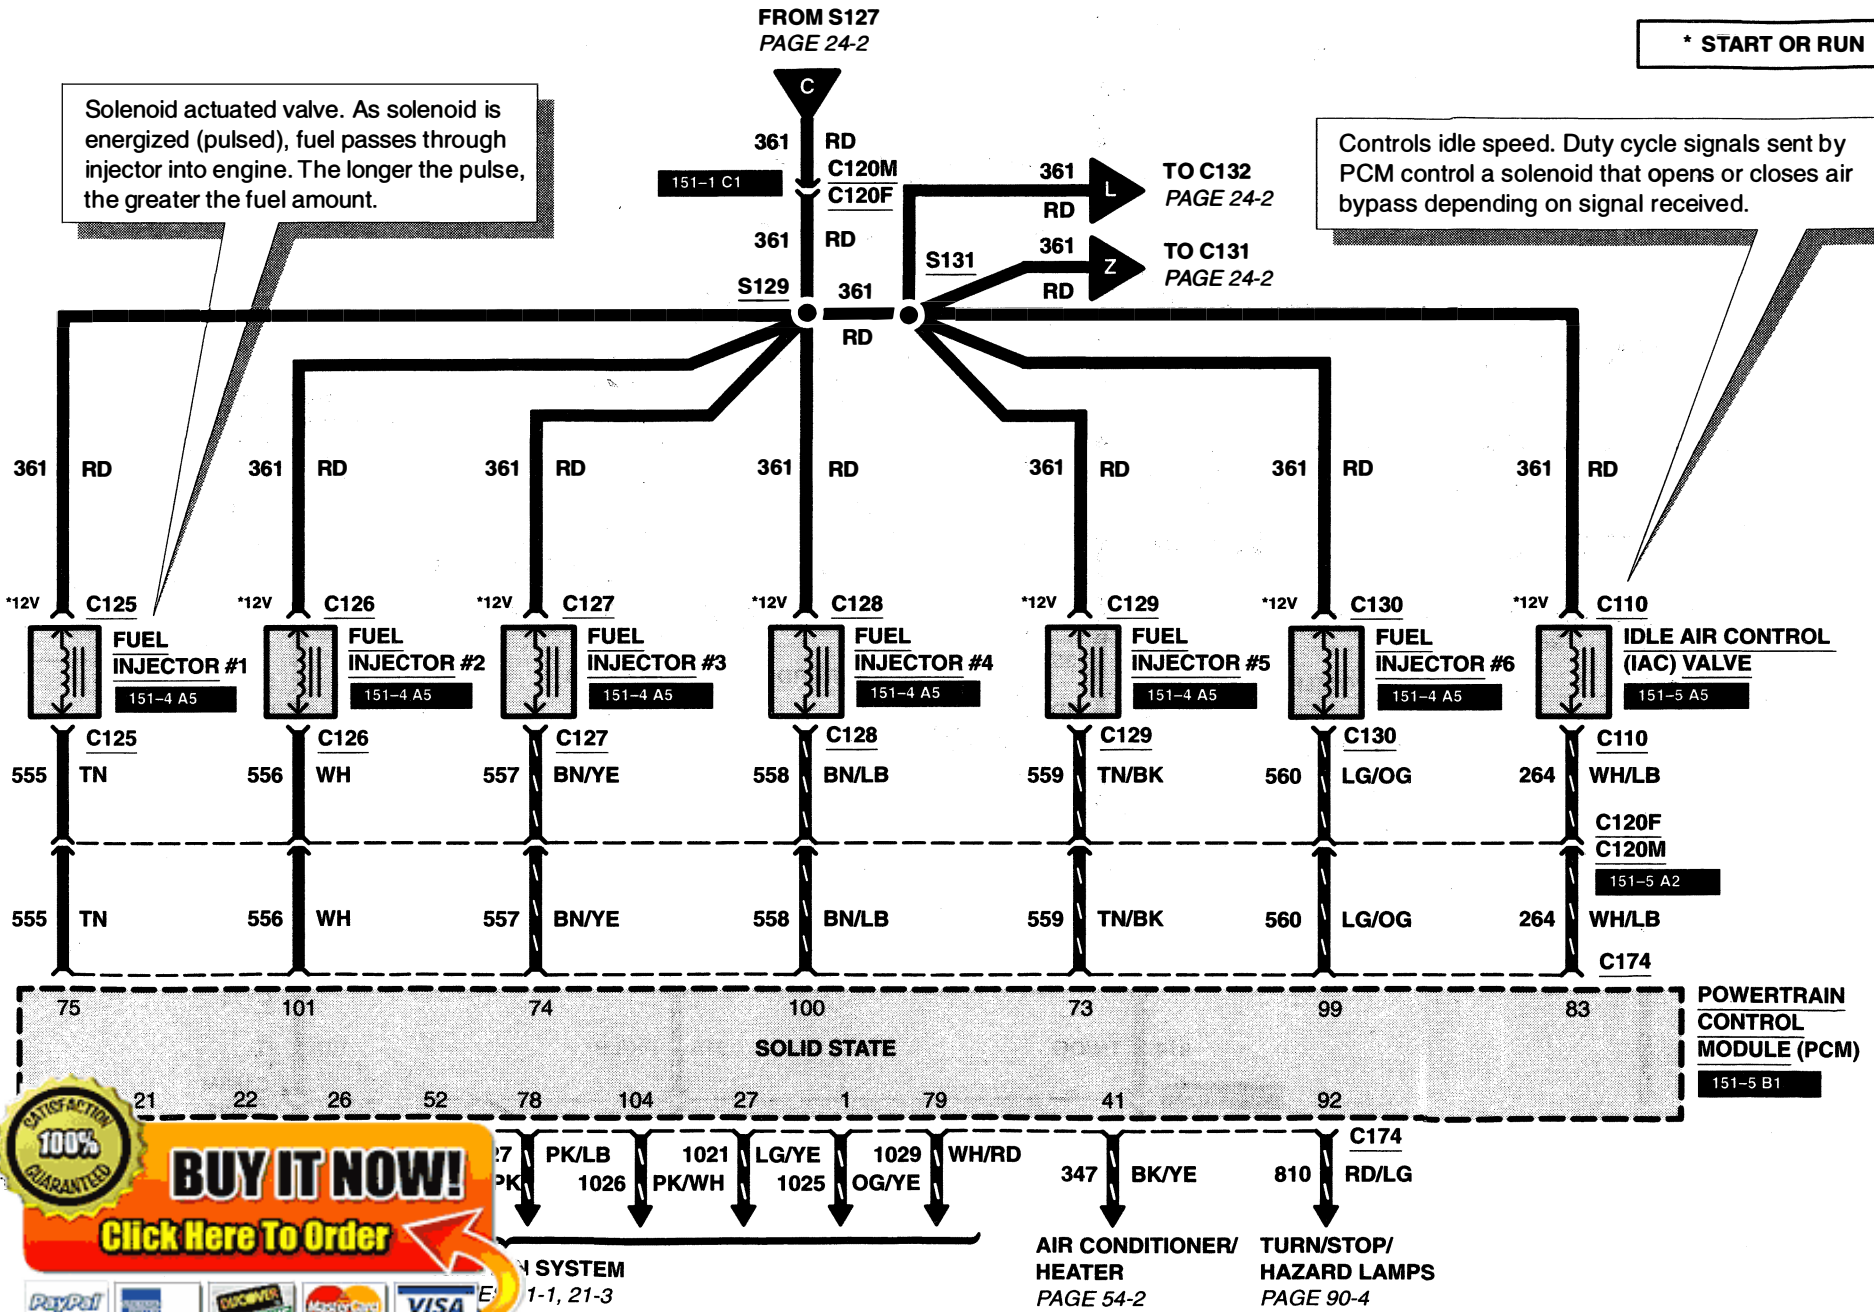 FROM S127
PAGE 24-2
* START OR RUN
C
Solenoid actuated valve. As solenoid is
energized (pulsed), fuel passes through
injector into engine. The longer the pulse,
the greater the fuel amount.
Controls idle speed. Duty cycle signals sent by
PCM control a solenoid that opens or closes air
bypass depending on signal received.
361 RD
151-1 C1
C120M
C120F
361 RD
L
TO C132
PAGE 24-2
361 RD
Z
TO C131
PAGE 24-2
361 RD
S129
361
RD
S131
361 RD 361 RD 361 RD 361 RD 361 RD 361 RD 361 RD
*12V C125 *12V C126 *12V C127 *12V C128 *12V C129 *12V C130 *12V C110
FUEL
INJECTOR #1
151-4 A5
FUEL
INJECTOR #2
151-4 A5
FUEL
INJECTOR #3
151-4 A5
FUEL
INJECTOR #4
151-4 A5
FUEL
INJECTOR #5
151-4 A5
FUEL
INJECTOR #6
151-4 A5
IDLE AIR CONTROL
(IAC) VALVE
151-5 A5
C125 C126 C127 C128 C129 C130 C110
555 TN 556 WH 557 BN/YE 558 BN/LB 559 TN/BK 560 LG/OG 264 WH/LB
C120F
C120M
151-5 A2
555 TN 556 WH 557 BN/YE 558 BN/LB 559 TN/BK 560 LG/OG 264 WH/LB
C174
75 101 74 100 73 99 83
SOLID STATE
POWERTRAIN
CONTROL
MODULE (PCM)
151-5 B1
21 22 26 52 78 104 27 1 79 41 92
C174
27 PK/LB 1021 LG/YE 1029 WH/RD
PK 1026 PK/WH 1025 OG/YE
347 BK/YE 810 RD/LG
SYSTEM
1-1, 21-3
AIR CONDITIONER/
HEATER
PAGE 54-2
TURN/STOP/
HAZARD LAMPS
PAGE 90-4
SATISFACTION
100%
GUARANTEED
BUY IT NOW!
Click Here To Order
PayPal
DISCOVER
MasterCard
VISA